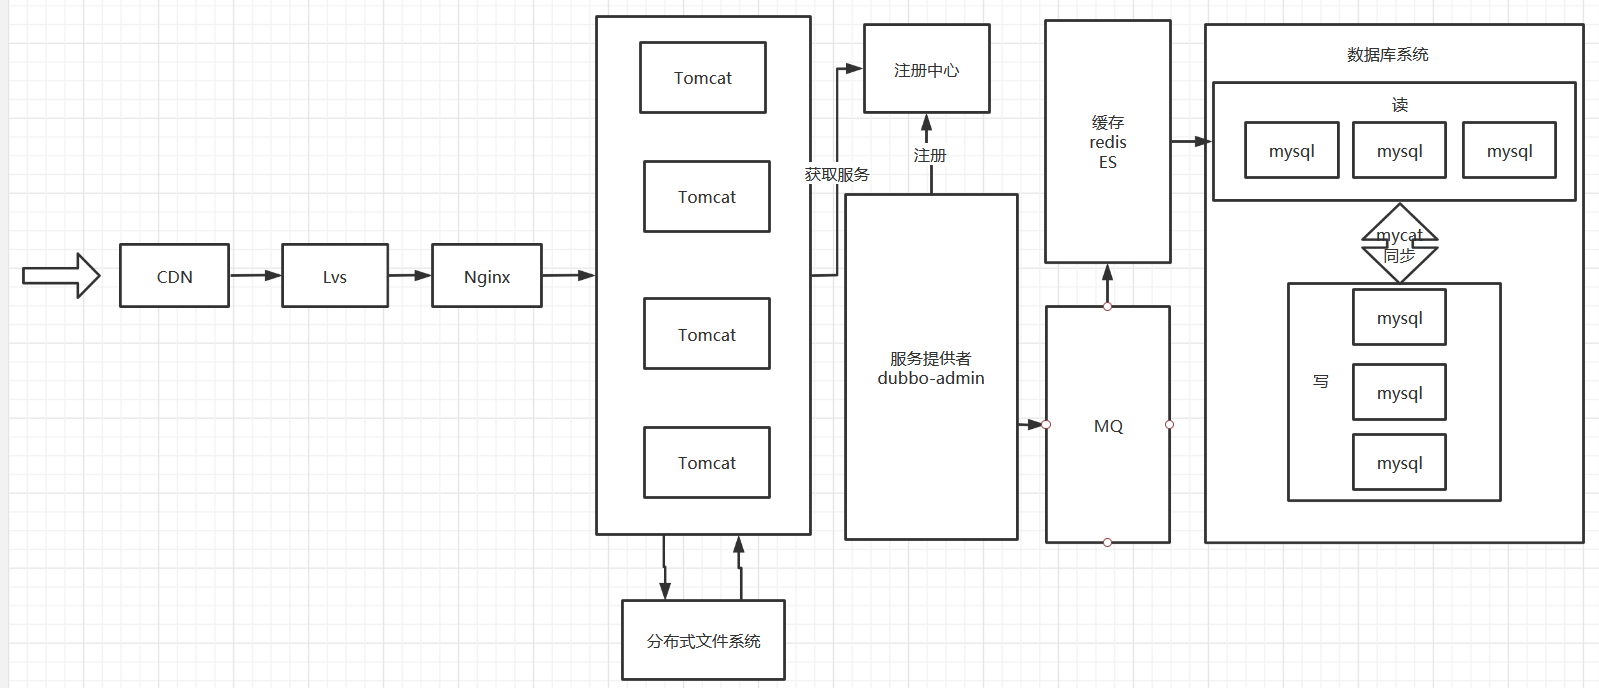 CDN
Lvs
Nginx
Tomcat
Tomcat
Tomcat
Tomcat
分布式文件系统
获取服务
注册中心
注册
服务提供者
dubbo-admin
缓存
redis
ES
MQ
数据库系统
读
mysql
mysql
mysql
mycat
同步
写
mysql
mysql
mysql